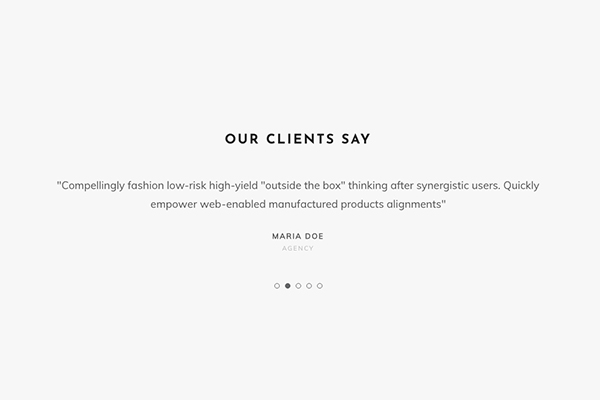 OUR CLIENTS SAY
"Compellingly fashion low-risk high-yield "outside the box" thinking after synergistic users. Quickly
empower web-enabled manufactured products alignments"
MARIA DOE
AGENCY